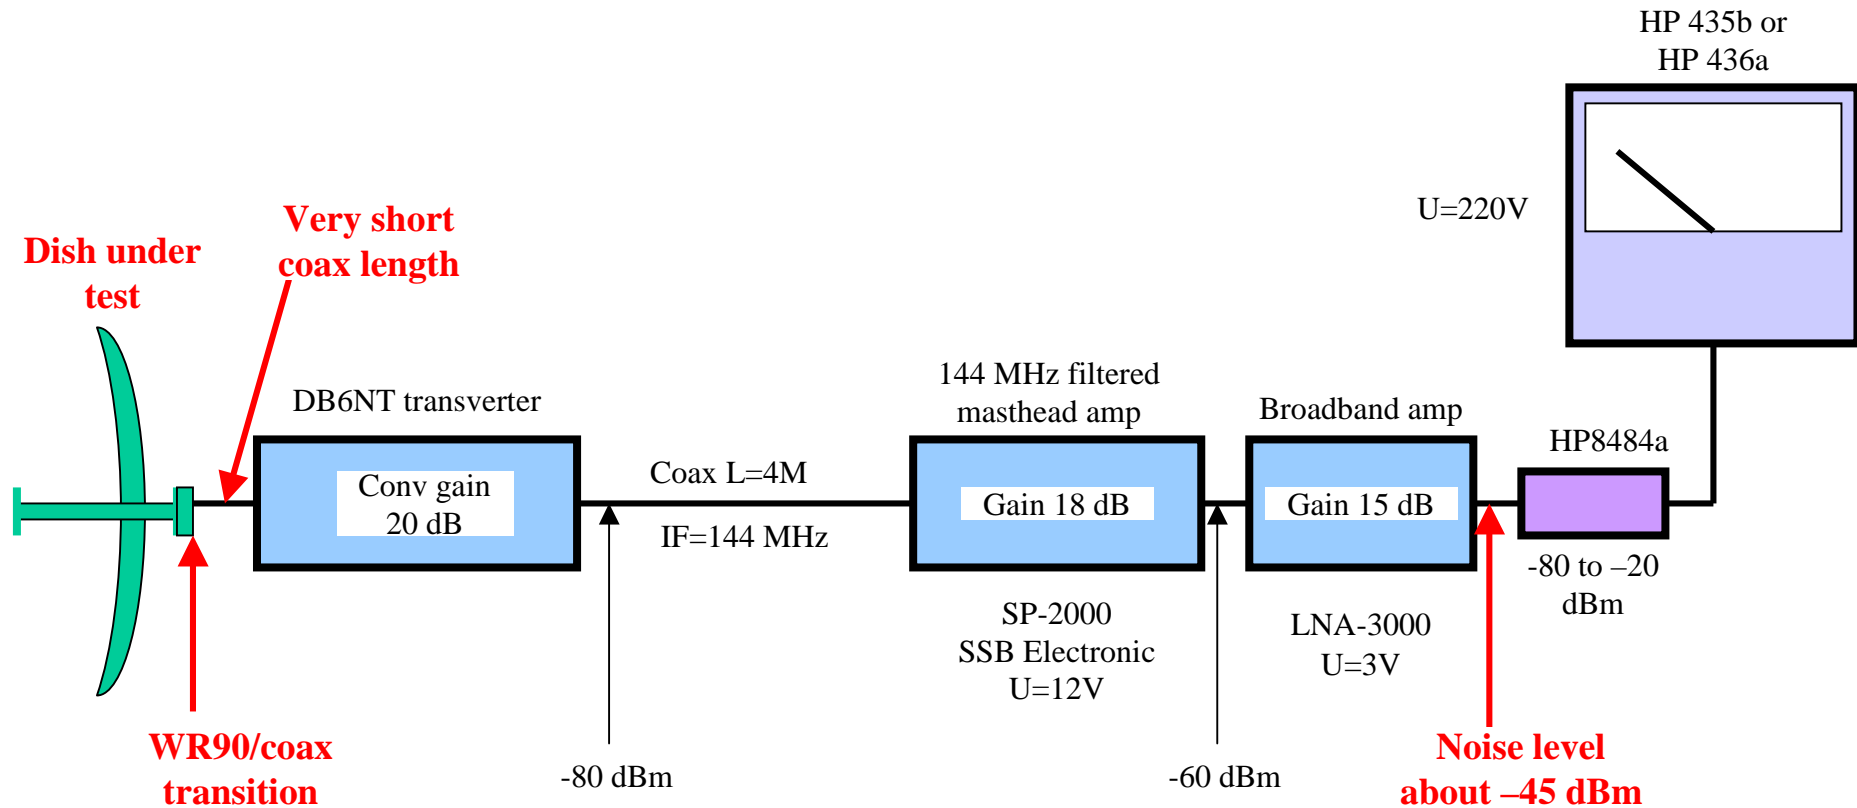 HP 435b or
HP 436a
U=220V
Very short
coax length
Dish under
test
DB6NT transverter
Conv gain
20 dB
Coax L=4M
IF=144 MHz
144 MHz filtered
masthead amp
Gain 18 dB
Broadband amp
Gain 15 dB
HP8484a
-80 to –20
dBm
SP-2000
SSB Electronic
U=12V
LNA-3000
U=3V
WR90/coax
transition
-80 dBm
-60 dBm
Noise level
about –45 dBm